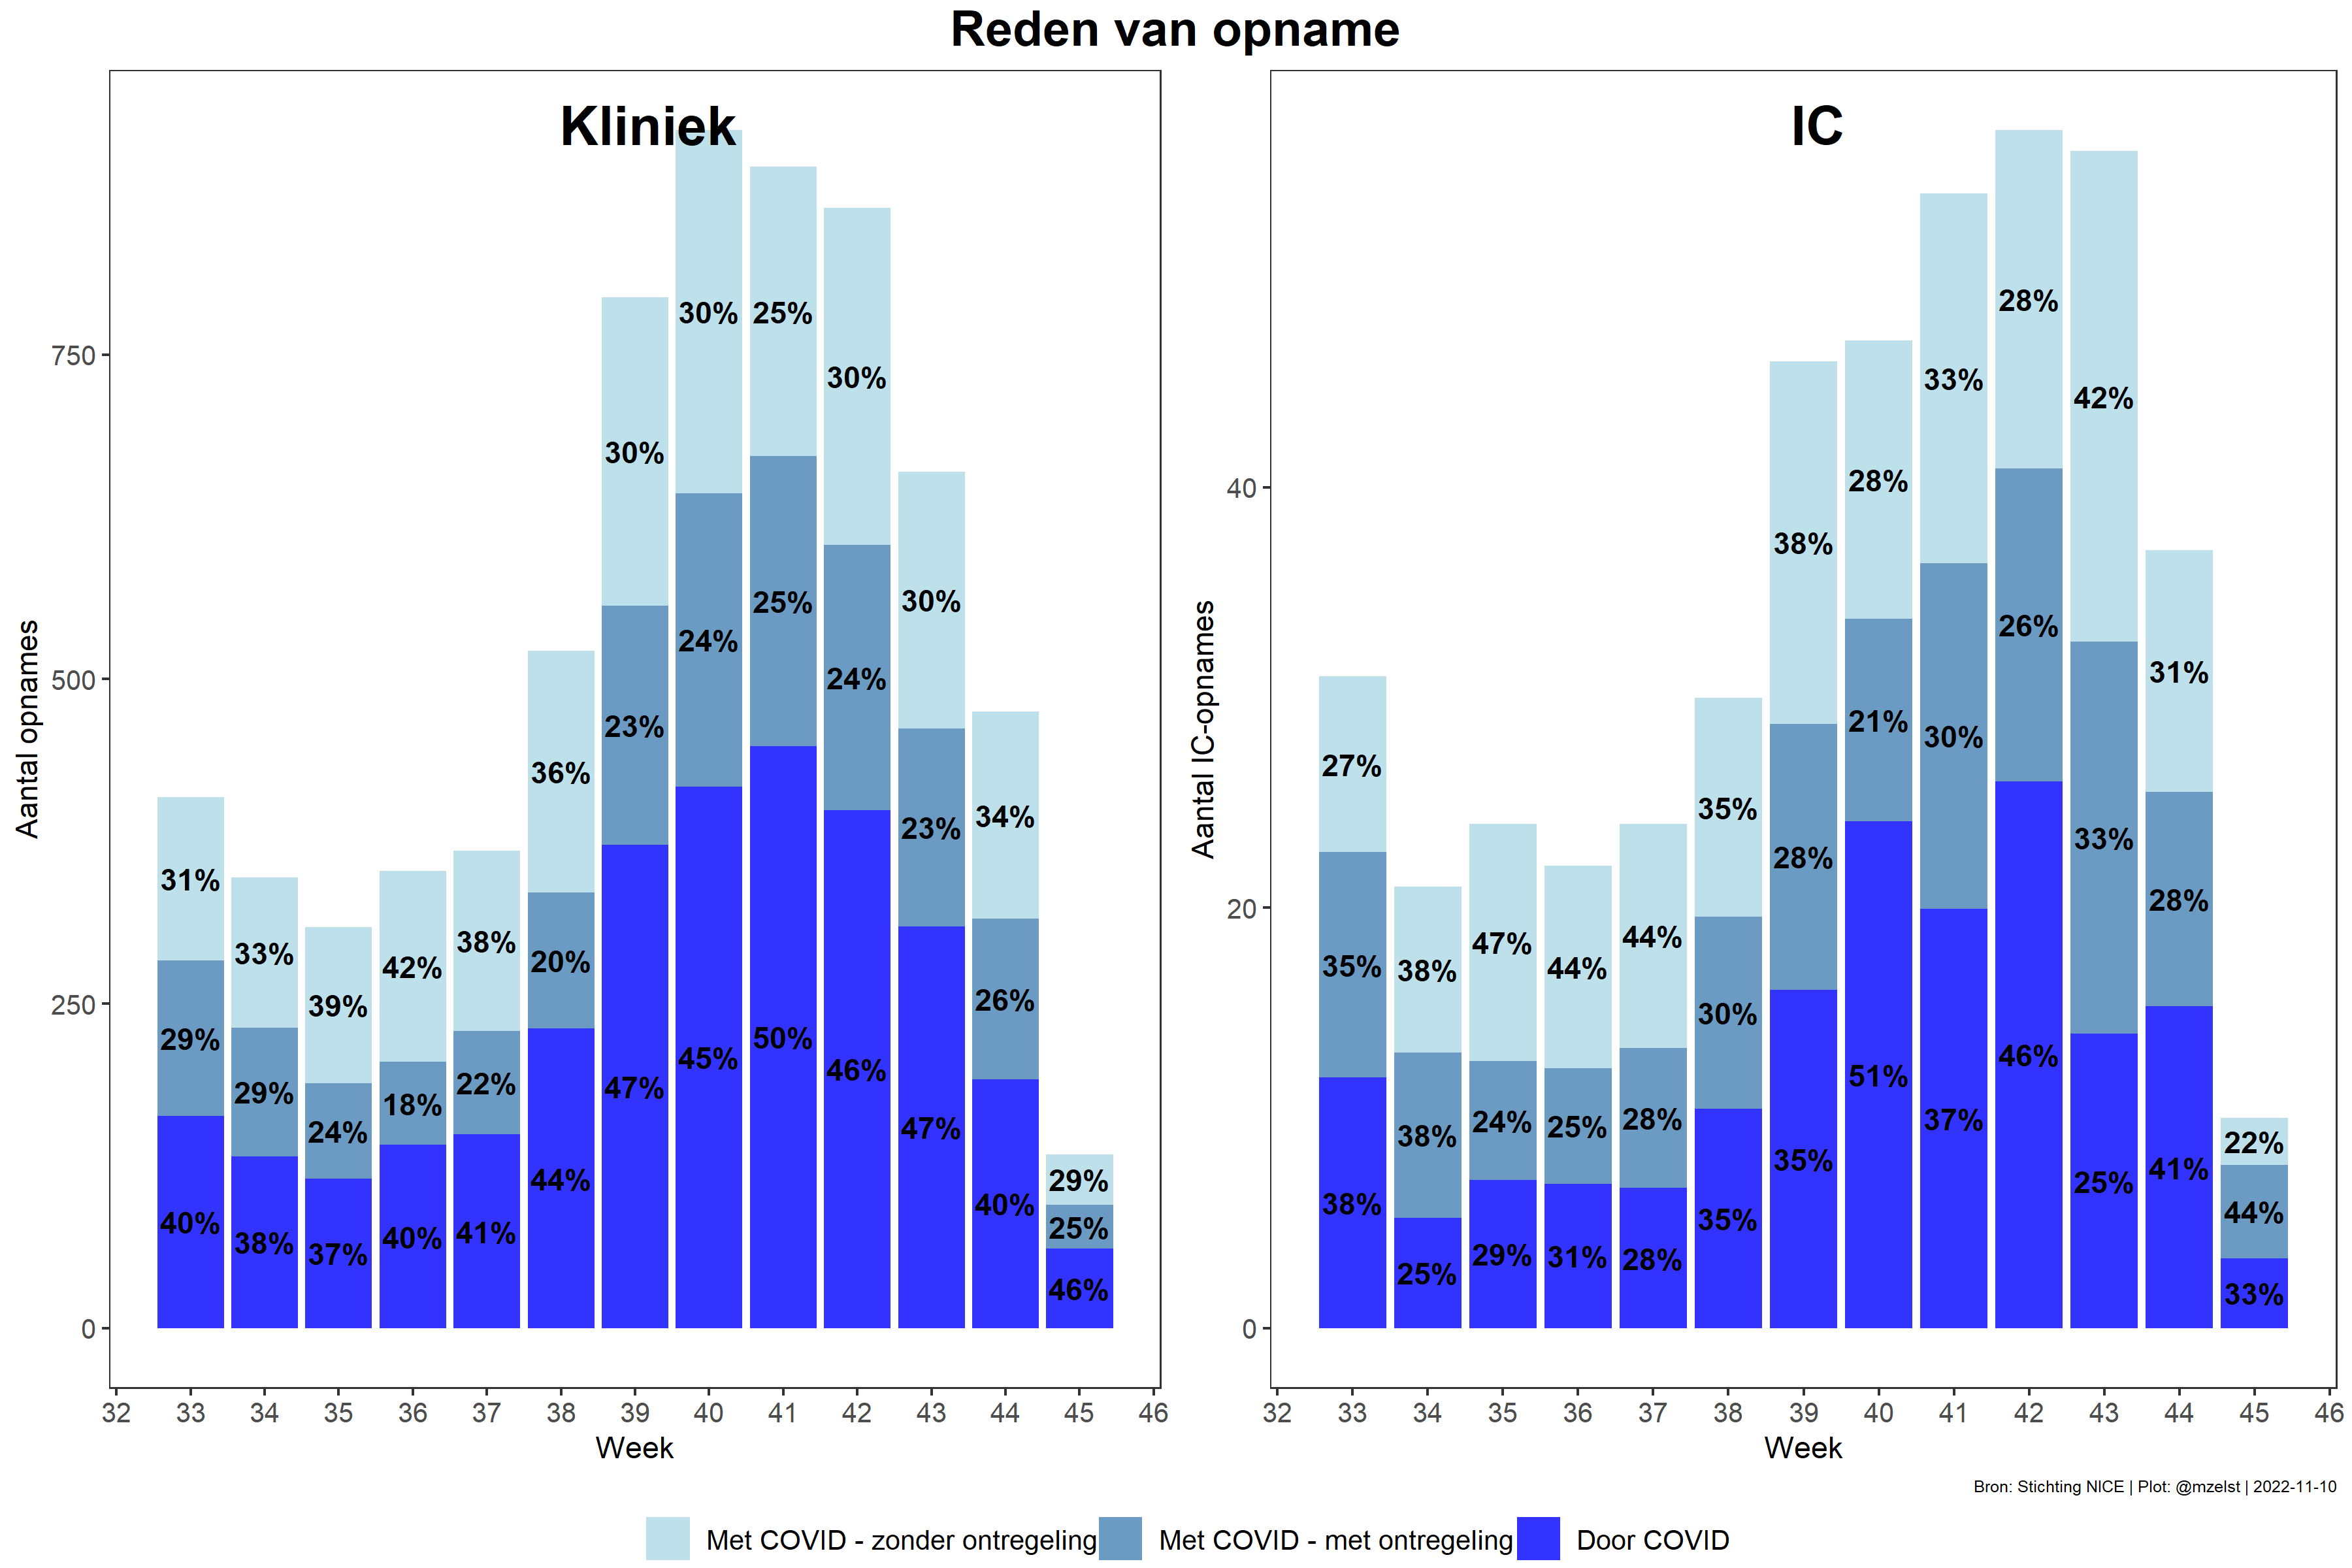 Reden van opname
Kliniek
Aantal opnames
750
500
250
0
31% 33% 39% 42% 38% 36% 30% 30% 25% 30% 30% 34% 29%
29% 29% 24% 18% 22% 20% 23% 24% 25% 24% 23% 26% 25%
40% 38% 37% 40% 41% 44% 47% 45% 50% 46% 47% 40% 46%
32 33 34 35 36 37 38 39 40 41 42 43 44 45 46
Week
IC
Aantal IC-opnames
40
20
0
27% 38% 47% 44% 44% 35% 38% 28% 33% 28% 42% 31% 22%
35% 38% 24% 25% 28% 30% 28% 21% 30% 26% 33% 28% 44%
38% 25% 29% 31% 28% 35% 35% 51% 37% 46% 25% 41% 33%
32 33 34 35 36 37 38 39 40 41 42 43 44 45 46
Week
Bron: Stichting NICE | Plot: @mzelst | 2022-11-10
Met COVID - zonder ontregeling Met COVID - met ontregeling Door COVID